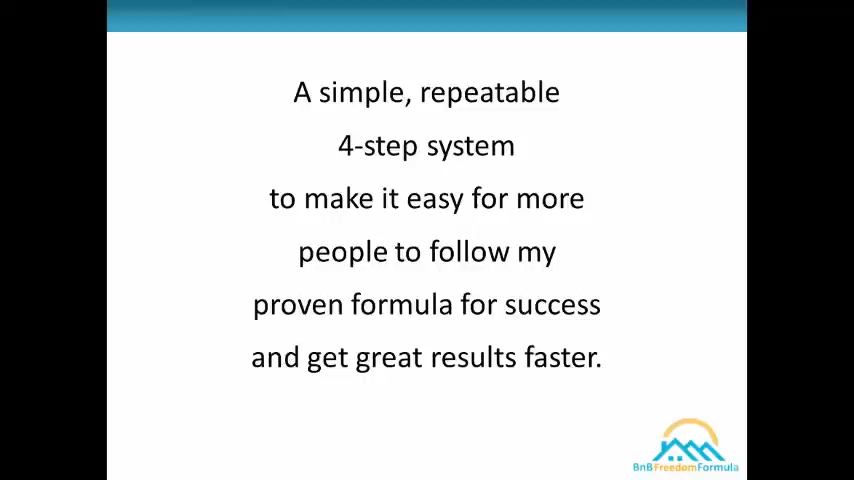 A simple, repeatable
4-step system
to make it easy for more
people to follow my
proven formula for success
and get great results faster.
BnBFreedomFormula